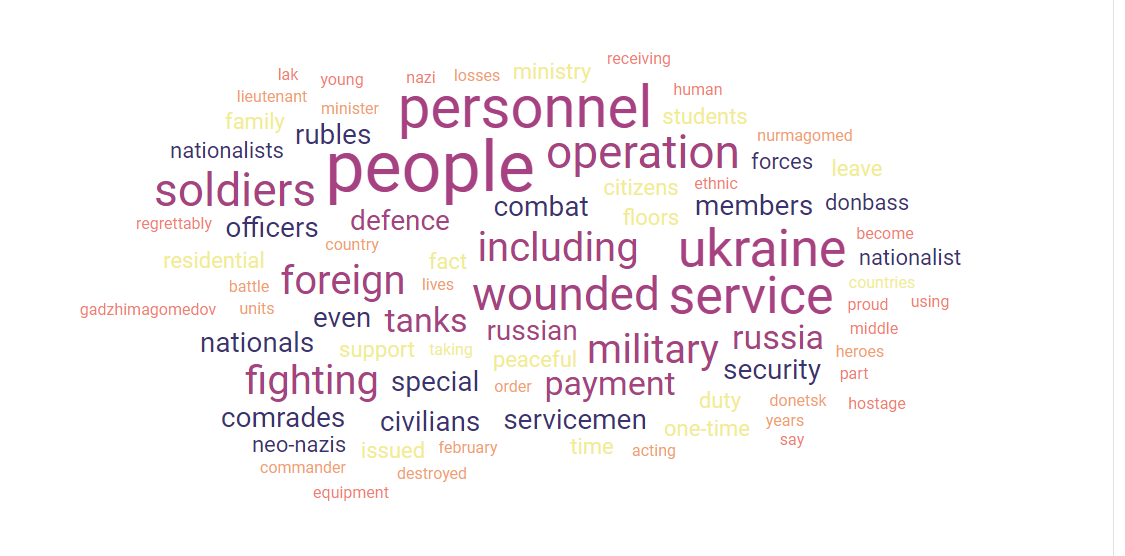 receiving
lak young nazi losses ministry
lieutenant minister personnel human
family rubles students
nationalists people operation nurmagomed
soldiers citizens ethnic forces leave
regrettably officers defence combat floors members donbass
country including ukraine become
residential foreign fact nationalist
battle lives wounded service countries
gadzhimagomedov units even tanks russian proud using
nationals support taking peaceful military russia middle
fighting special order payment security heroes
part
comrades civilians servicemen duty donetsk hostage
neo-nazis issued february time one-time years
commander destroyed acting say
equipment